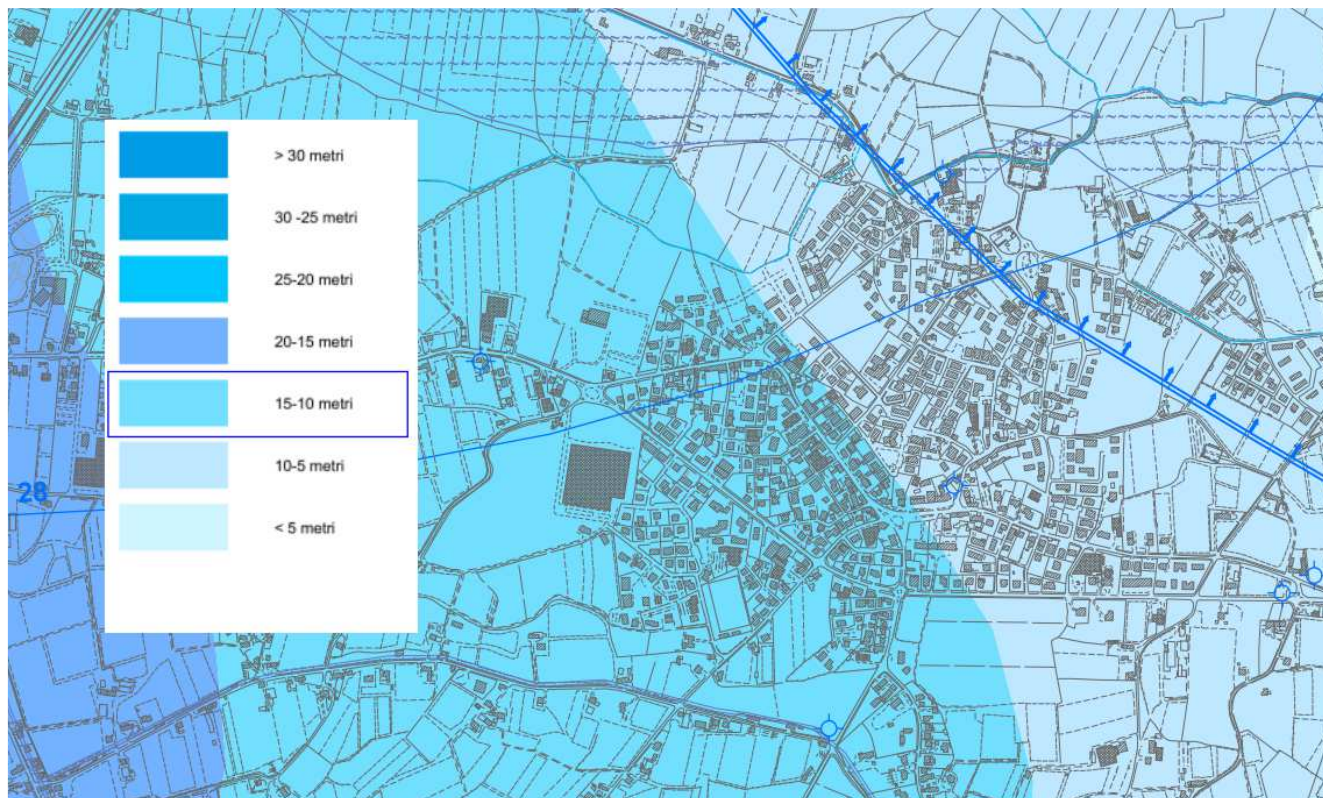 > 30 metri
30 -25 metri
25-20 metri
20-15 metri
15-10 metri
10-5 metri
< 5 metri
28